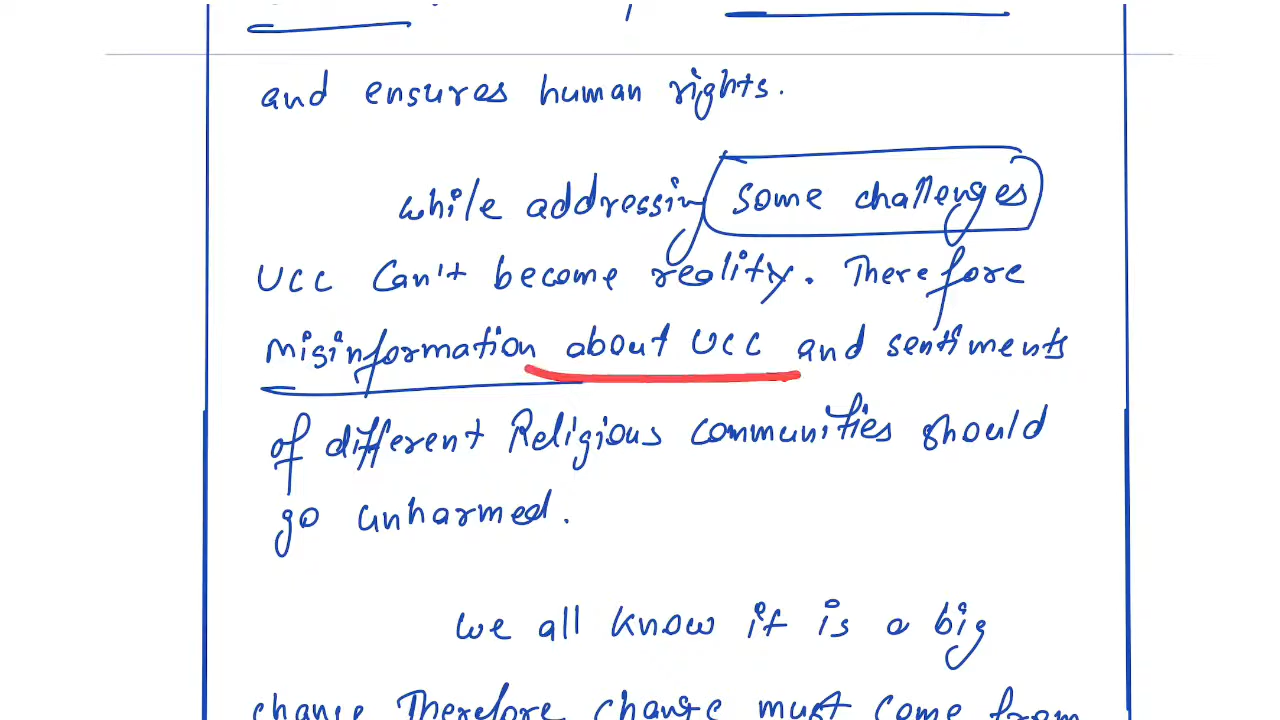 and ensures human rights.
while addressing some challenges
UCC Can't become reality. Therefore
misinformation about UCC and sentiments
of different Religious communities should
go unharmed.
we all know it is a big
change Therefore change must come from